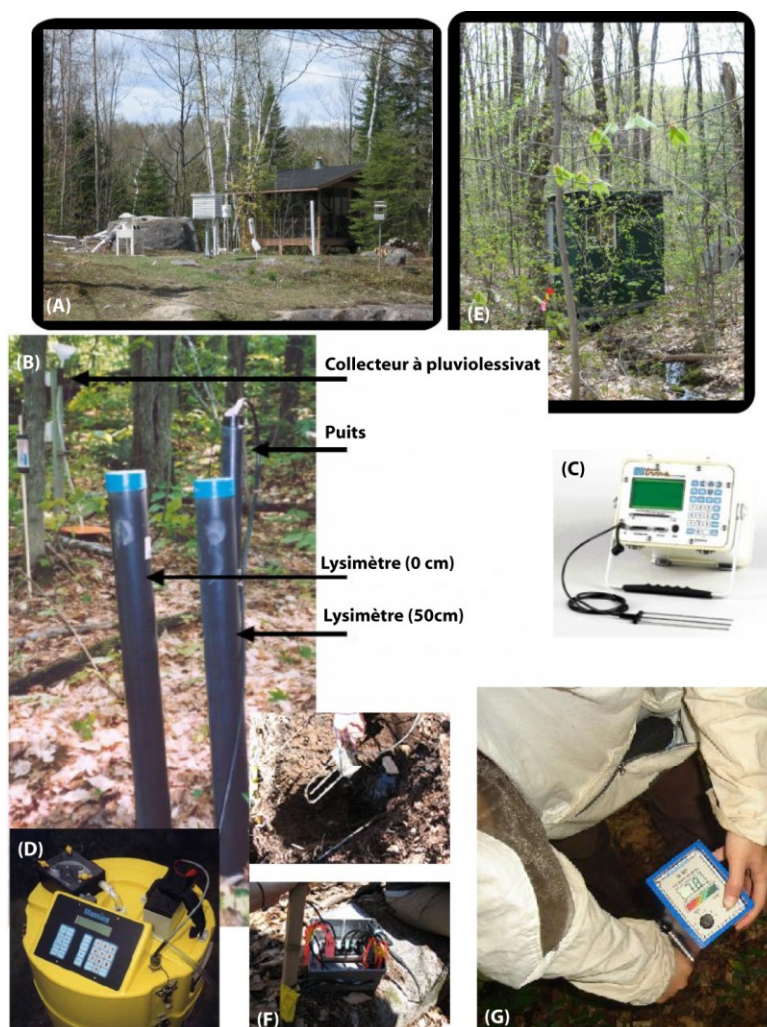 (A)
(E)
(B)
Collecteur à pluviolessivat
Puits
(C)
Lysimètre (0 cm)
Lysimètre (50cm)
(D)
(F)
(G)